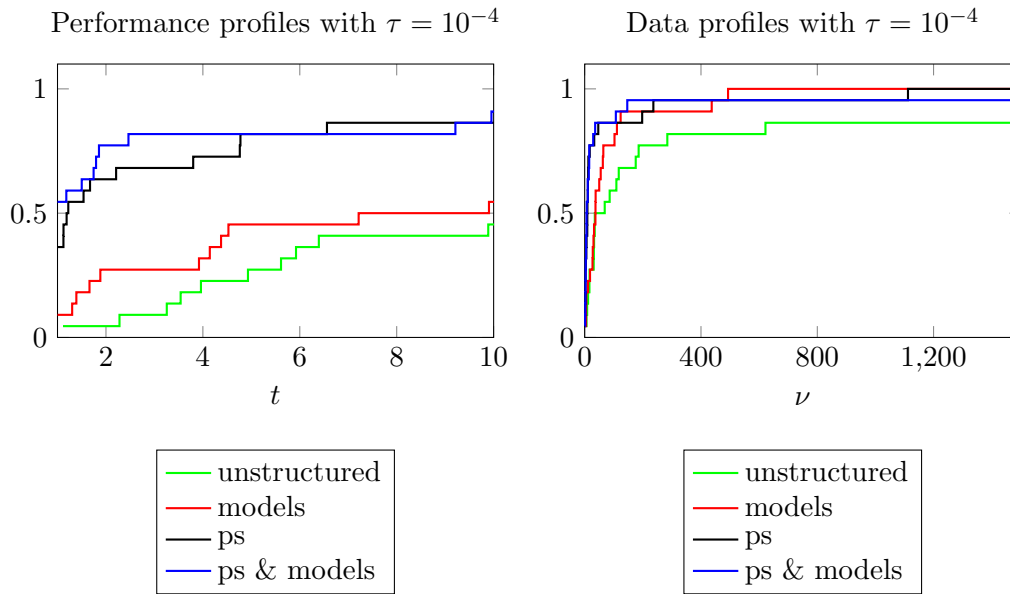 Performance profiles with τ = 10⁻⁴
1
0.5
0
2 4 6 8 10
t
unstructured
models
ps
ps & models
Data profiles with τ = 10⁻⁴
1
0.5
0
0 400 800 1,200
ν
unstructured
models
ps
ps & models